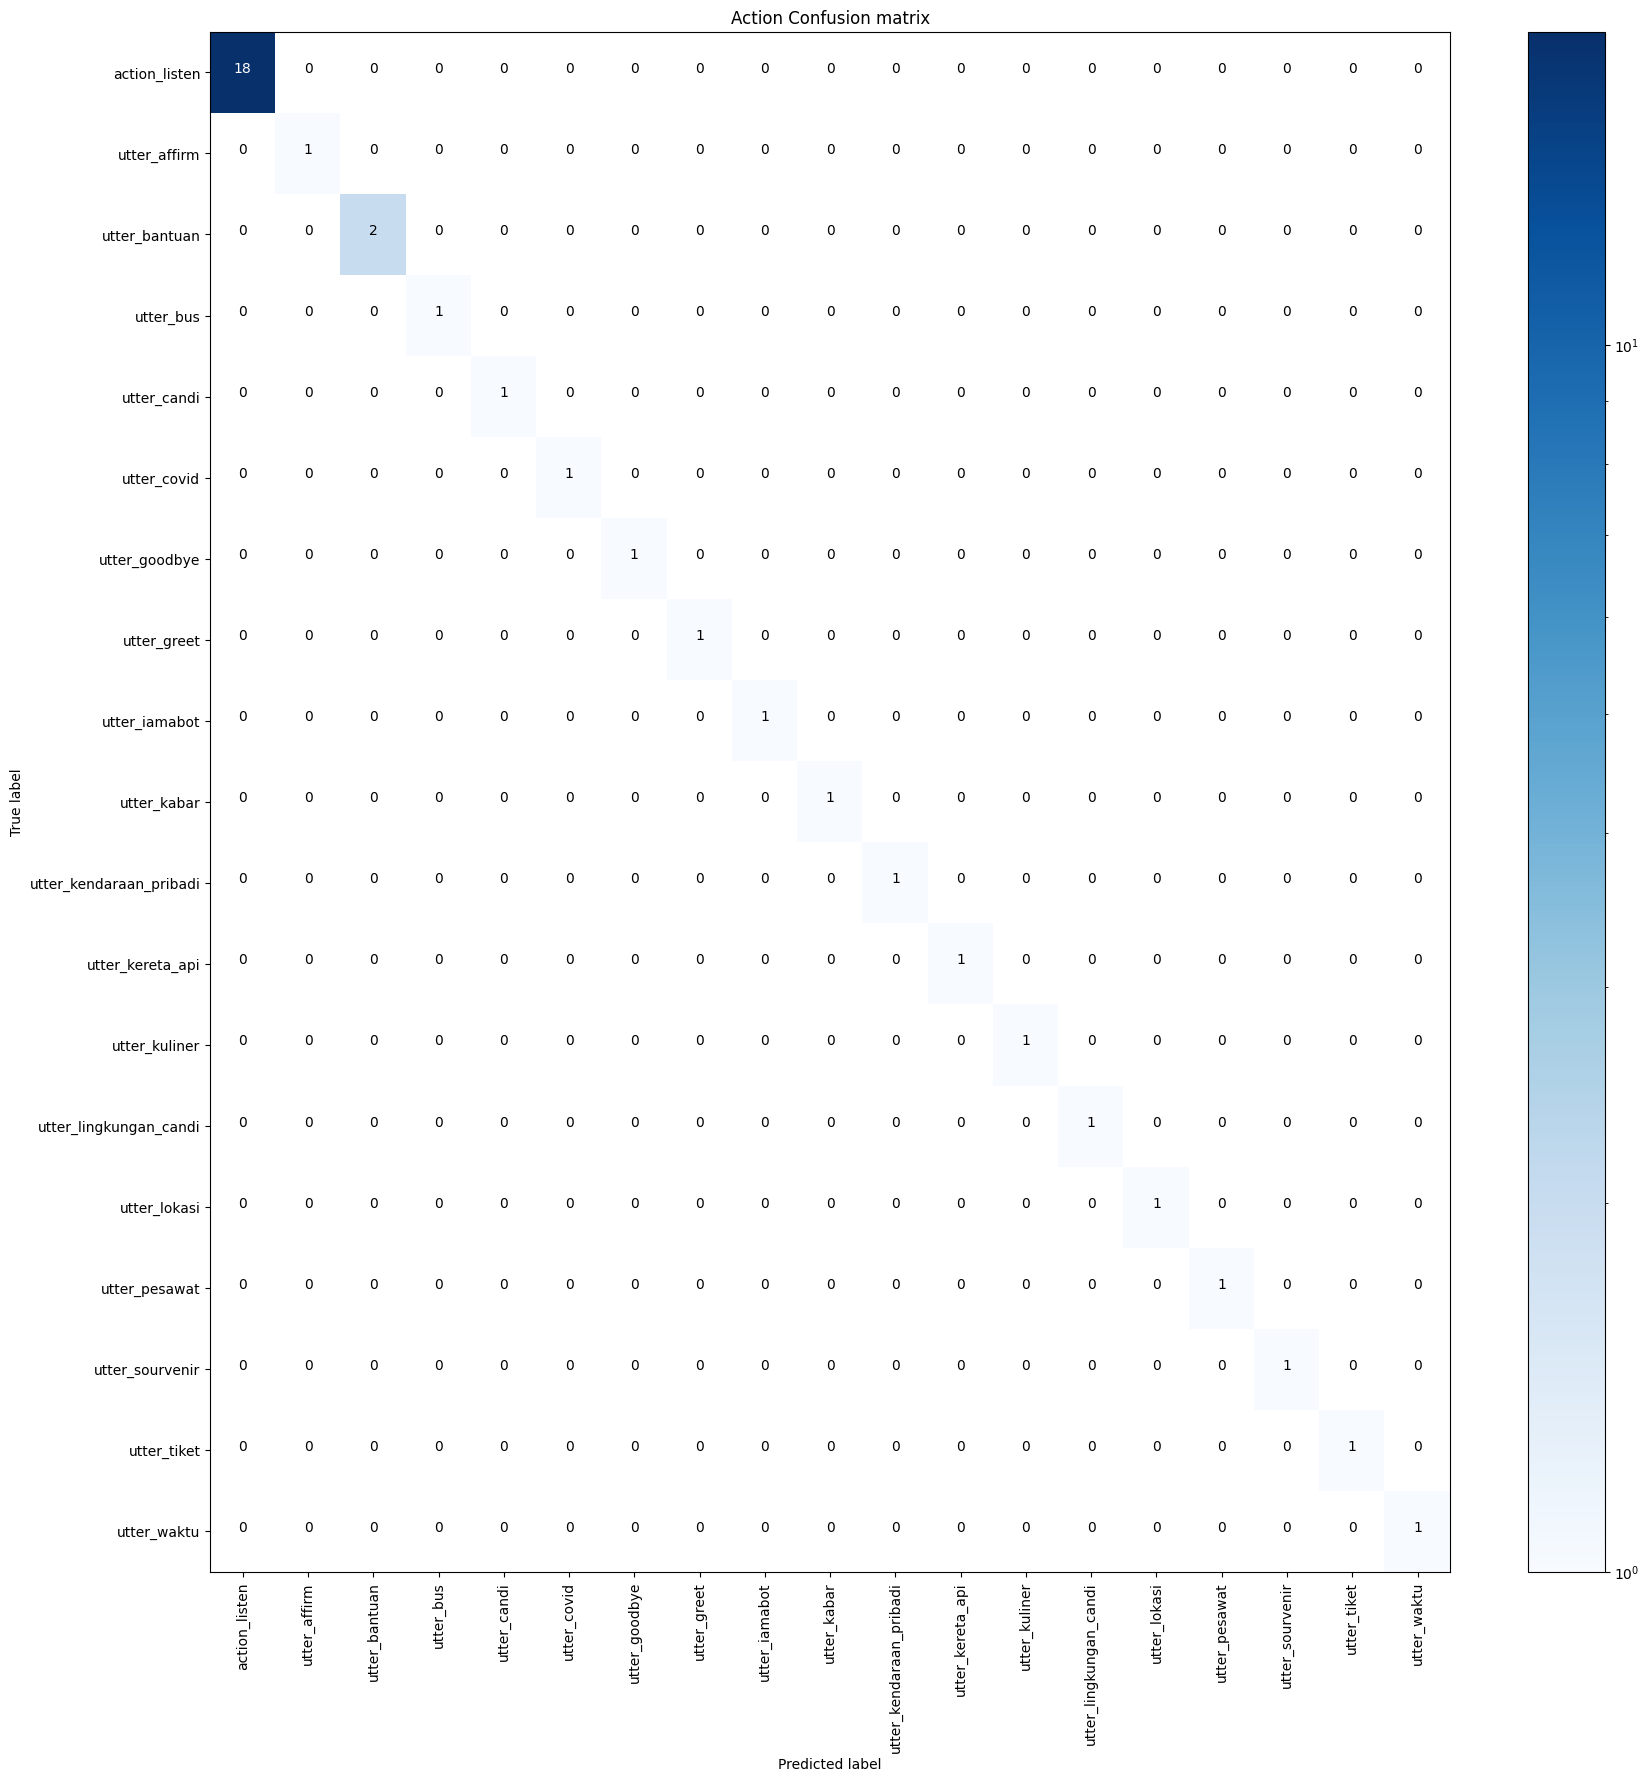 Action Confusion matrix
action_listen 18 0 0 0 0 0 0 0 0 0 0 0 0 0 0 0 0 0 0
utter_affirm 0 1 0 0 0 0 0 0 0 0 0 0 0 0 0 0 0 0 0
utter_bantuan 0 0 2 0 0 0 0 0 0 0 0 0 0 0 0 0 0 0 0
utter_bus 0 0 0 1 0 0 0 0 0 0 0 0 0 0 0 0 0 0 0
10¹
utter_candi 0 0 0 0 1 0 0 0 0 0 0 0 0 0 0 0 0 0 0
utter_covid 0 0 0 0 0 1 0 0 0 0 0 0 0 0 0 0 0 0 0
utter_goodbye 0 0 0 0 0 0 1 0 0 0 0 0 0 0 0 0 0 0 0
utter_greet 0 0 0 0 0 0 0 1 0 0 0 0 0 0 0 0 0 0 0
utter_iamabot 0 0 0 0 0 0 0 0 1 0 0 0 0 0 0 0 0 0 0
True label
utter_kabar 0 0 0 0 0 0 0 0 0 1 0 0 0 0 0 0 0 0 0
utter_kendaraan_pribadi 0 0 0 0 0 0 0 0 0 0 1 0 0 0 0 0 0 0 0
utter_kereta_api 0 0 0 0 0 0 0 0 0 0 0 1 0 0 0 0 0 0 0
utter_kuliner 0 0 0 0 0 0 0 0 0 0 0 0 1 0 0 0 0 0 0
utter_lingkungan_candi 0 0 0 0 0 0 0 0 0 0 0 0 0 1 0 0 0 0 0
utter_lokasi 0 0 0 0 0 0 0 0 0 0 0 0 0 0 1 0 0 0 0
utter_pesawat 0 0 0 0 0 0 0 0 0 0 0 0 0 0 0 1 0 0 0
utter_sourvenir 0 0 0 0 0 0 0 0 0 0 0 0 0 0 0 0 1 0 0
utter_tiket 0 0 0 0 0 0 0 0 0 0 0 0 0 0 0 0 0 1 0
utter_waktu 0 0 0 0 0 0 0 0 0 0 0 0 0 0 0 0 0 0 1
10⁰
action_listen
utter_affirm
utter_bantuan
utter_bus
utter_candi
utter_covid
utter_goodbye
utter_greet
utter_iamabot
utter_kabar
utter_kendaraan_pribadi
utter_kereta_api
utter_kuliner
utter_lingkungan_candi
utter_lokasi
utter_pesawat
utter_sourvenir
utter_tiket
utter_waktu
Predicted label